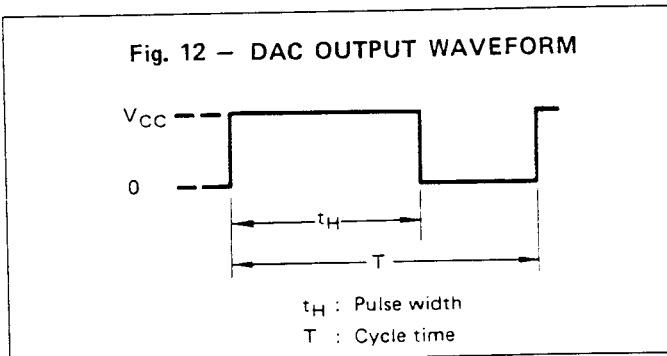 Fig. 12 — DAC OUTPUT WAVEFORM
VCC
0
tH
T
tH : Pulse width
T : Cycle time